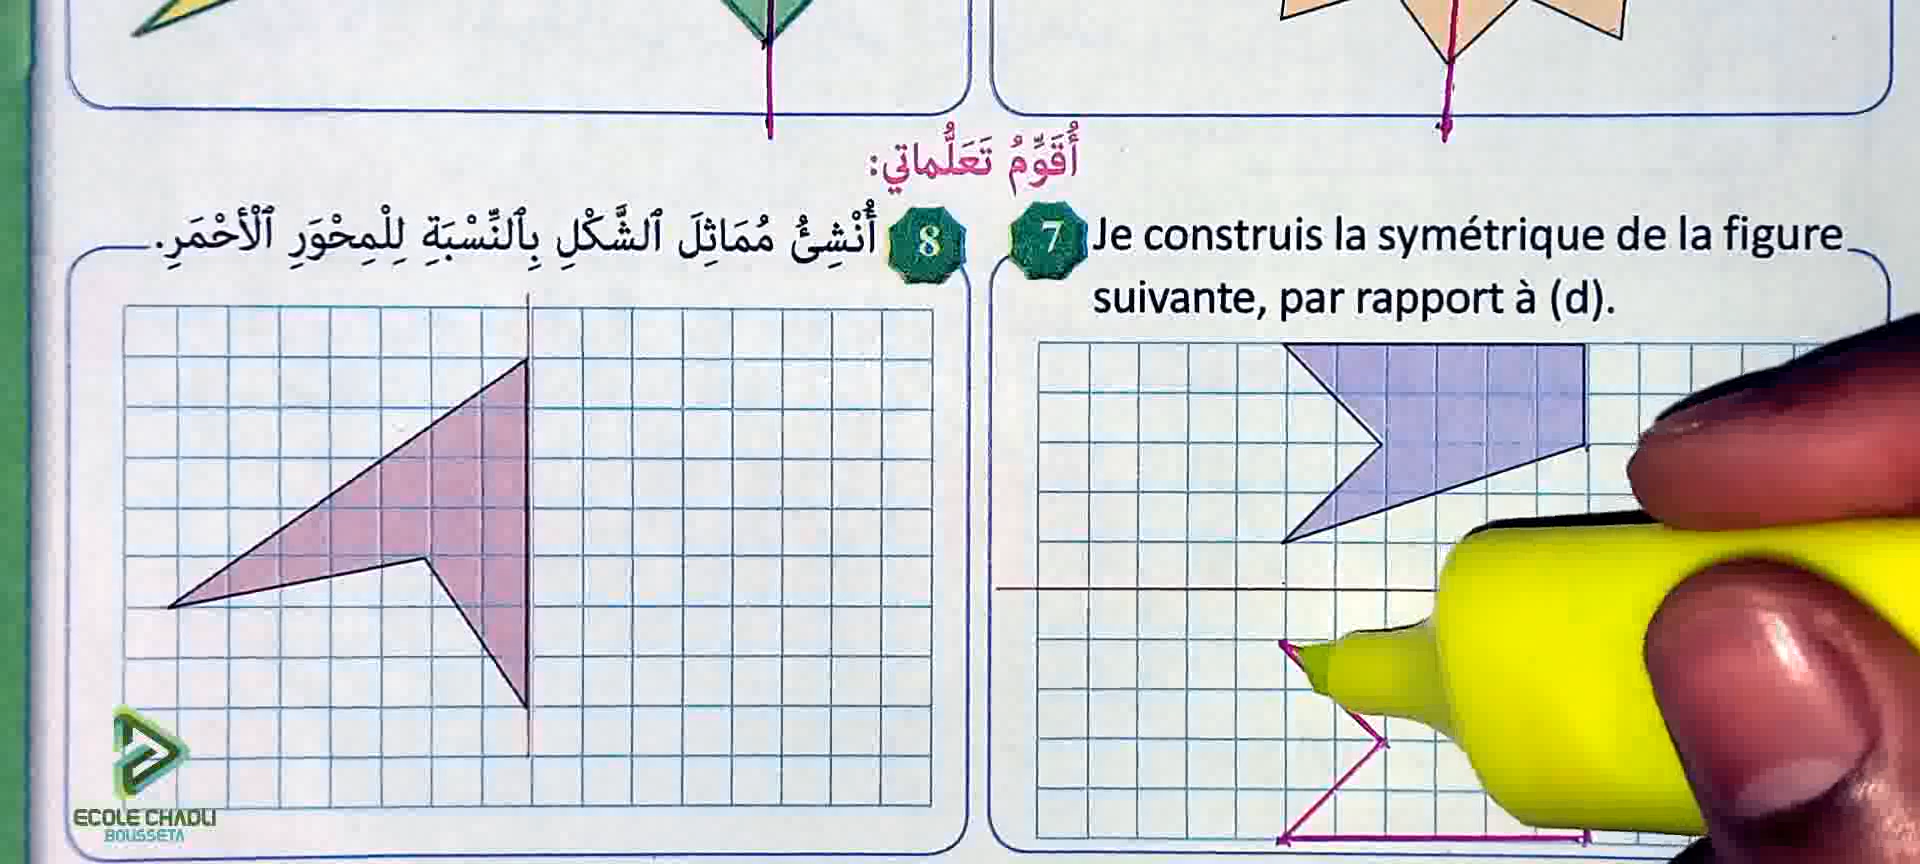 أُقَوِّمُ تَعَلُّماتي:
8 أُنْشِئُ مُمَاثِلَ ٱلشَّكْلِ بِٱلنِّسْبَةِ لِلْمِحْوَرِ ٱلْأَحْمَرِ.
7 Je construis la symétrique de la figure
suivante, par rapport à (d).
ECOLE CHADLI
BOUSSETA